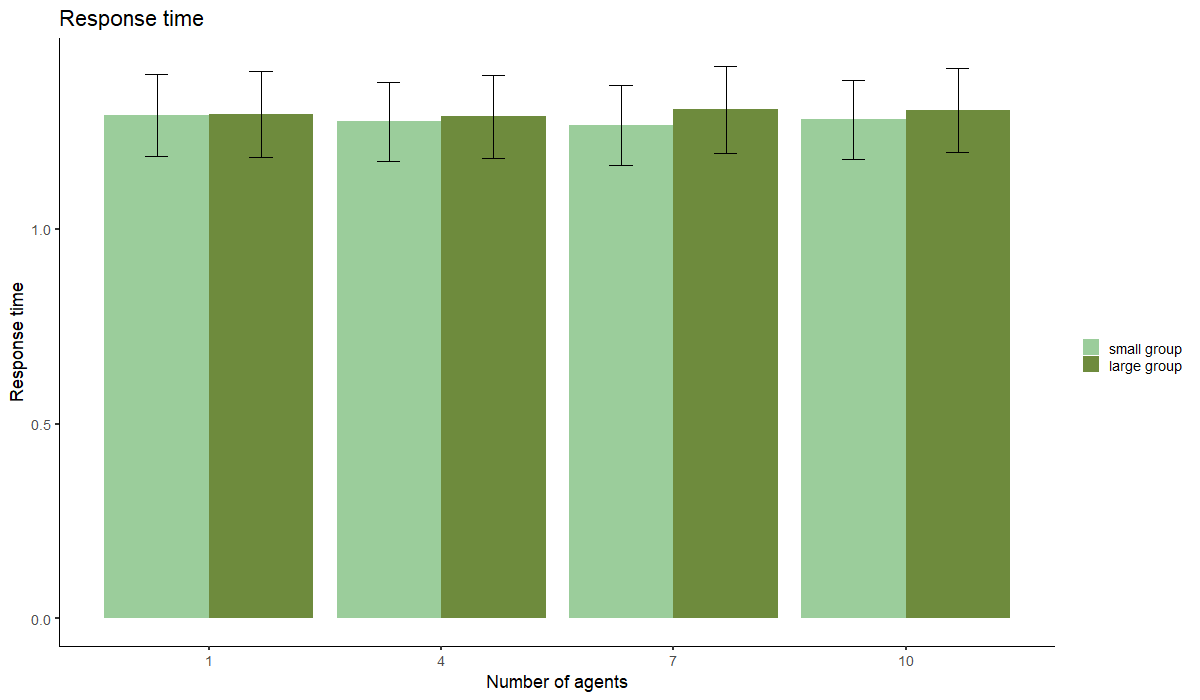 Response time
Response time
1.0
0.5
0.0
1
4
7
10
Number of agents
small group
large group